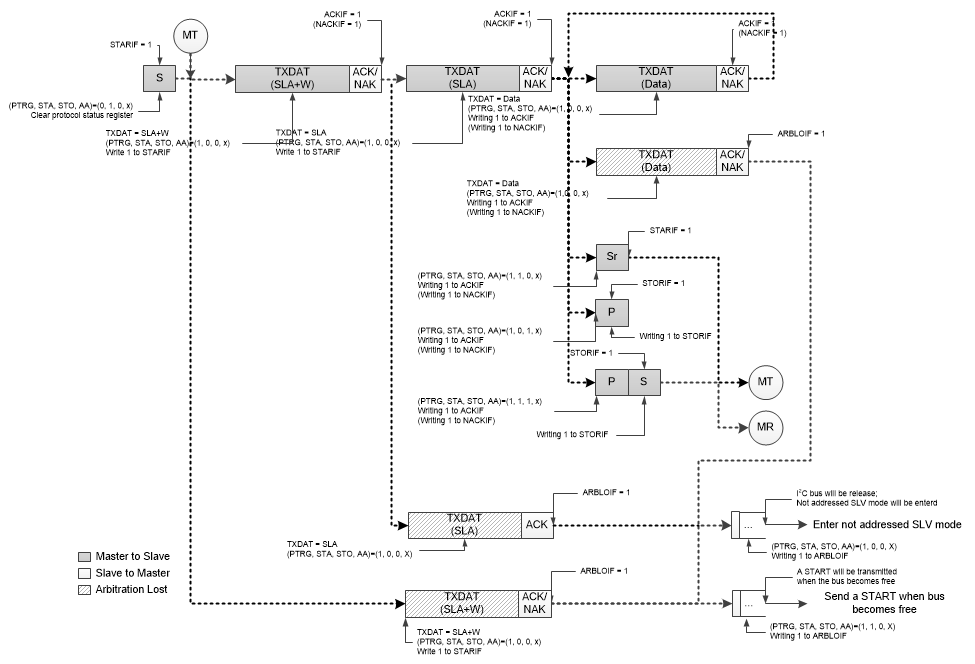 ACKIF = 1
(NACKIF = 1)
ACKIF = 1
(NACKIF = 1)
ACKIF = 1
(NACKIF = 1)
MT
STARIF = 1
S
TXDAT
(SLA+W)
ACK/
NAK
TXDAT
(SLA)
ACK/
NAK
TXDAT
(Data)
ACK/
NAK
(PTRG, STA, STO, AA)=(0, 1, 0, x)
Clear protocol status register
TXDAT = SLA+W
(PTRG, STA, STO, AA)=(1, 0, 0, x)
Write 1 to STARIF
TXDAT = SLA
(PTRG, STA, STO, AA)=(1, 0, 0, x)
Write 1 to STARIF
TXDAT = Data
(PTRG, STA, STO, AA)=(1, 0, 0, x)
Writing 1 to ACKIF
(Writing 1 to NACKIF)
ARBLOIF = 1
TXDAT
(Data)
ACK/
NAK
TXDAT = Data
(PTRG, STA, STO, AA)=(1, 0, 0, x)
Writing 1 to ACKIF
(Writing 1 to NACKIF)
STARIF = 1
Sr
(PTRG, STA, STO, AA)=(1, 1, 0, x)
Writing 1 to ACKIF
(Writing 1 to NACKIF)
STORIF = 1
P
(PTRG, STA, STO, AA)=(1, 0, 1, x)
Writing 1 to ACKIF
(Writing 1 to NACKIF)
Writing 1 to STORIF
STORIF = 1
P
S
MT
(PTRG, STA, STO, AA)=(1, 1, 1, x)
Writing 1 to ACKIF
(Writing 1 to NACKIF)
Writing 1 to STORIF
MR
ARBLOIF = 1
TXDAT
(SLA)
ACK
TXDAT = SLA
(PTRG, STA, STO, AA)=(1, 0, 0, X)
I²C bus will be release;
Not addressed SLV mode will be enterd
...
Enter not addressed SLV mode
(PTRG, STA, STO, AA)=(1, 0, 0, X)
Writing 1 to ARBLOIF
Master to Slave
Slave to Master
Arbitration Lost
ARBLOIF = 1
TXDAT
(SLA+W)
ACK/
NAK
TXDAT = SLA+W
(PTRG, STA, STO, AA)=(1, 0, 0, x)
Write 1 to STARIF
A START will be transmitted
when the bus becomes free
...
Send a START when bus
becomes free
(PTRG, STA, STO, AA)=(1, 1, 0, X)
Writing 1 to ARBLOIF